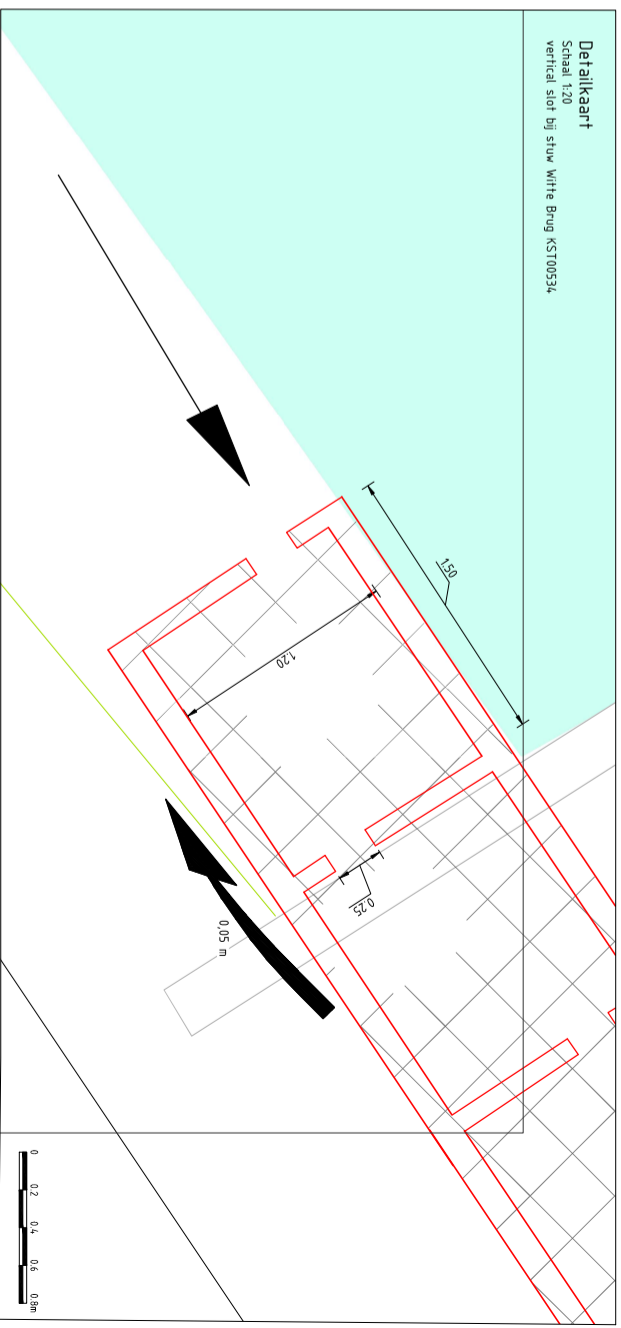 Detailkaart
Schaal 1:20
vertical slot bij stuw Witte Brug KST00534
1.50
1.20
0.25
0,05 m
0 0.2 0.4 0.6 0.8m